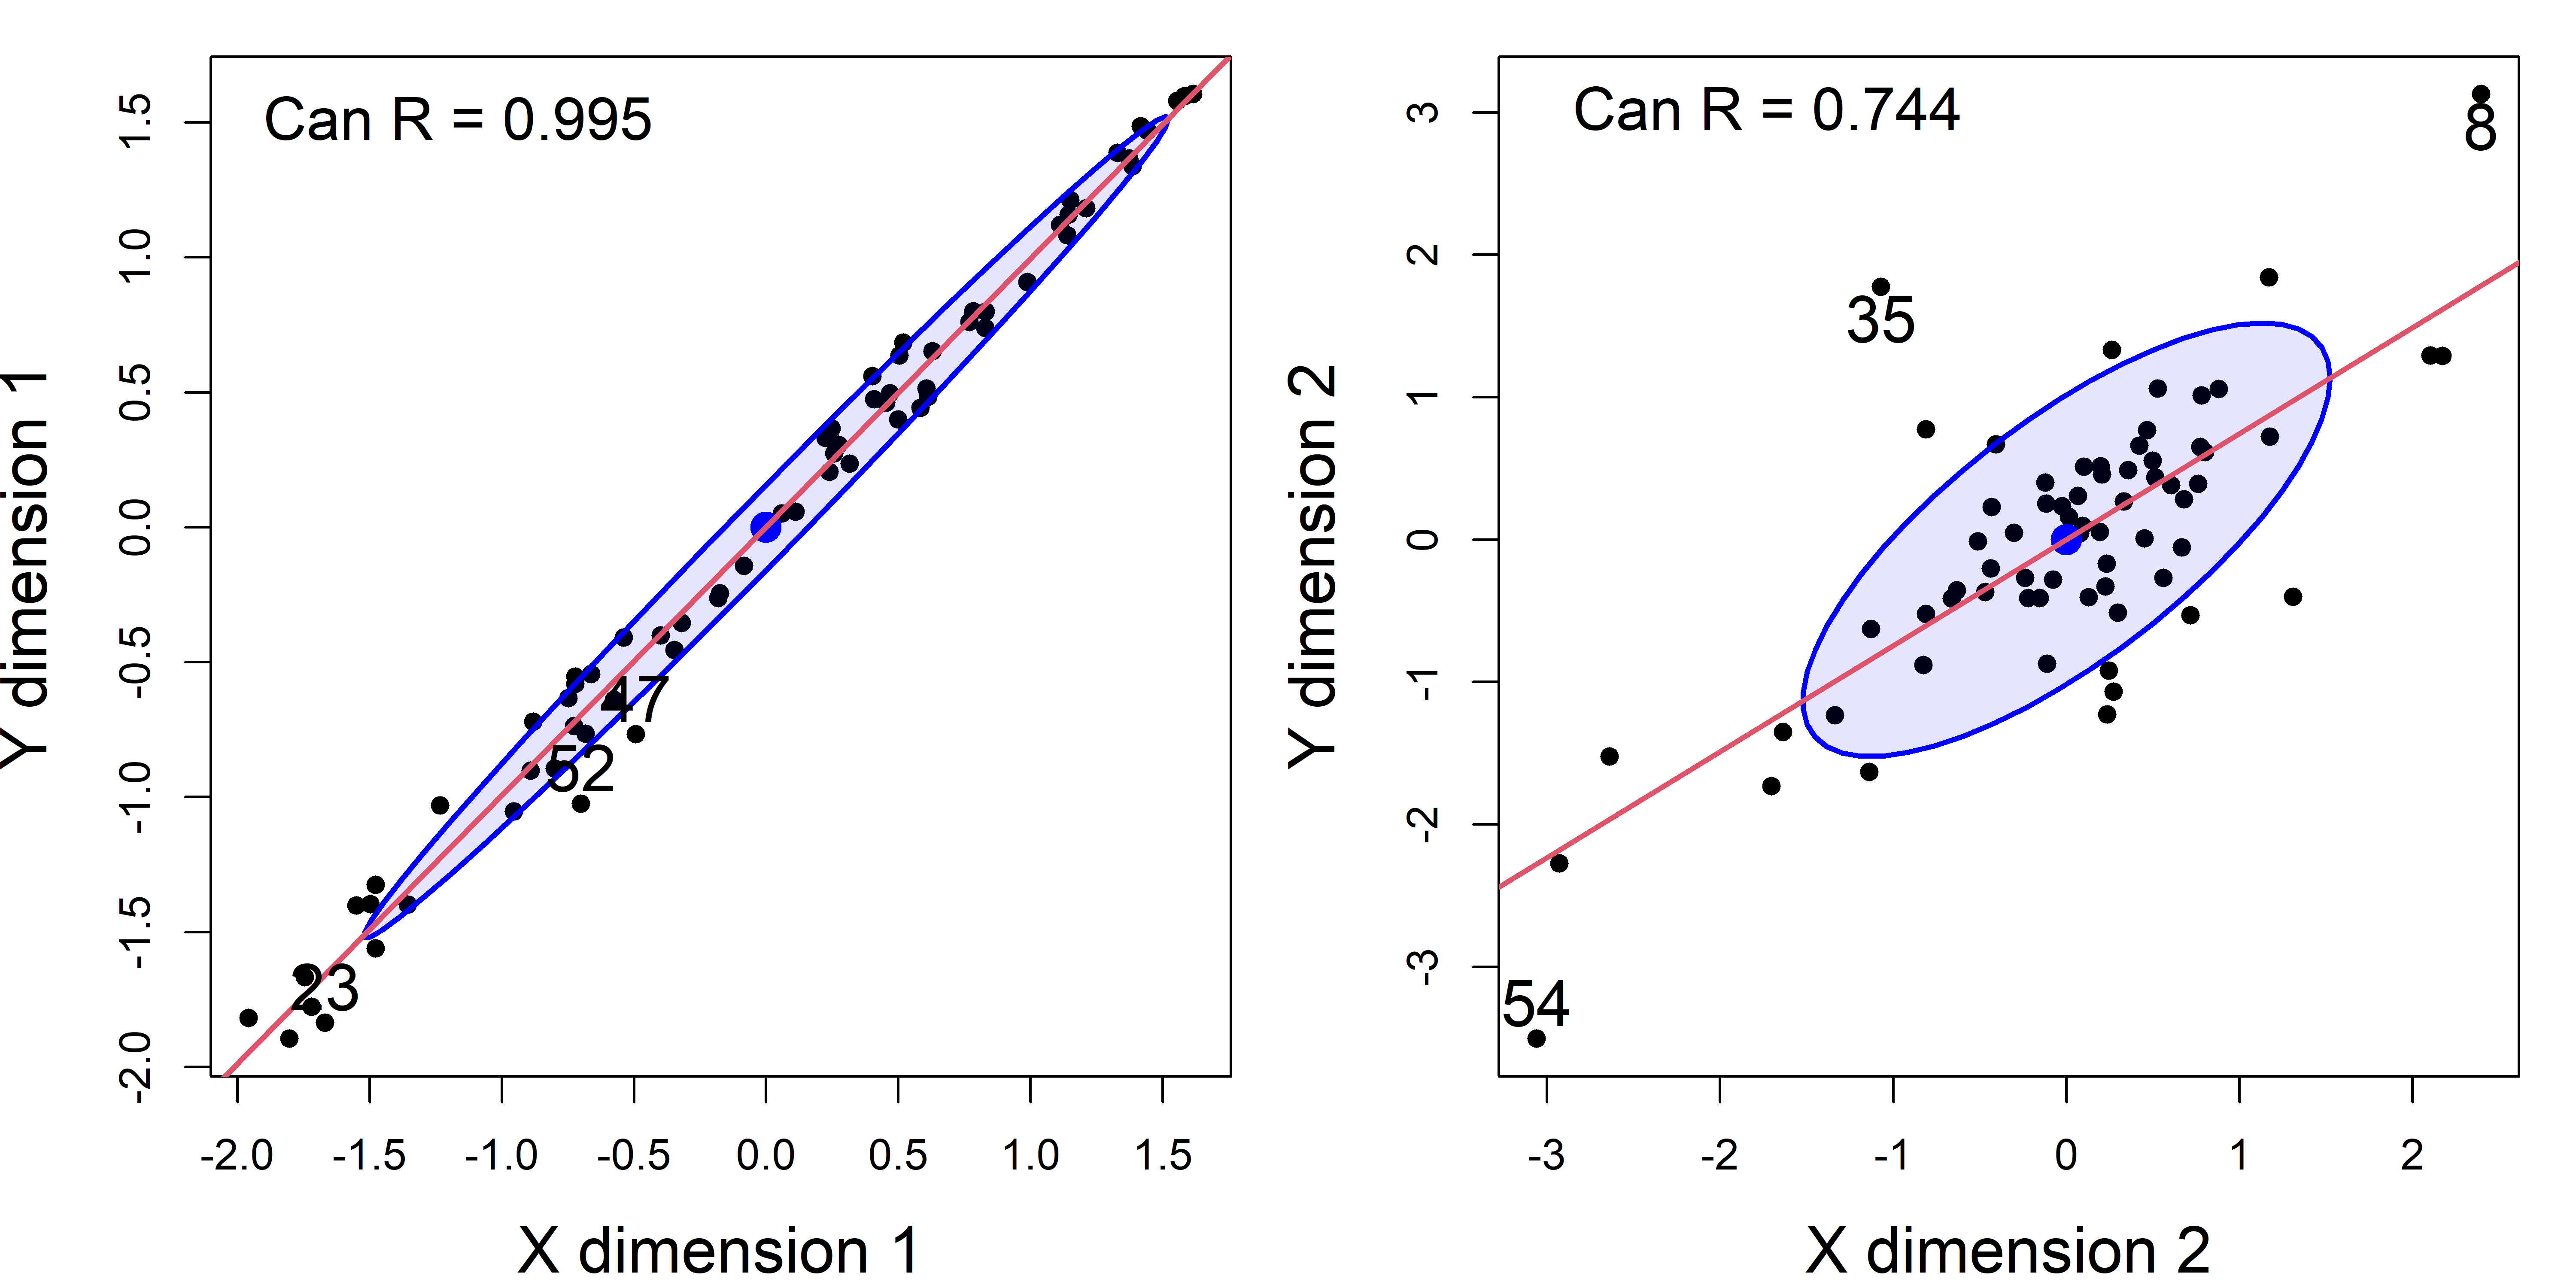 Can R = 0.995
47
52
23
Y dimension 1
1.5
1.0
0.5
0.0
-0.5
-1.0
-1.5
-2.0
-2.0 -1.5 -1.0 -0.5 0.0 0.5 1.0 1.5
X dimension 1
Can R = 0.744
8
35
54
Y dimension 2
3
2
1
0
-1
-2
-3
-3 -2 -1 0 1 2
X dimension 2